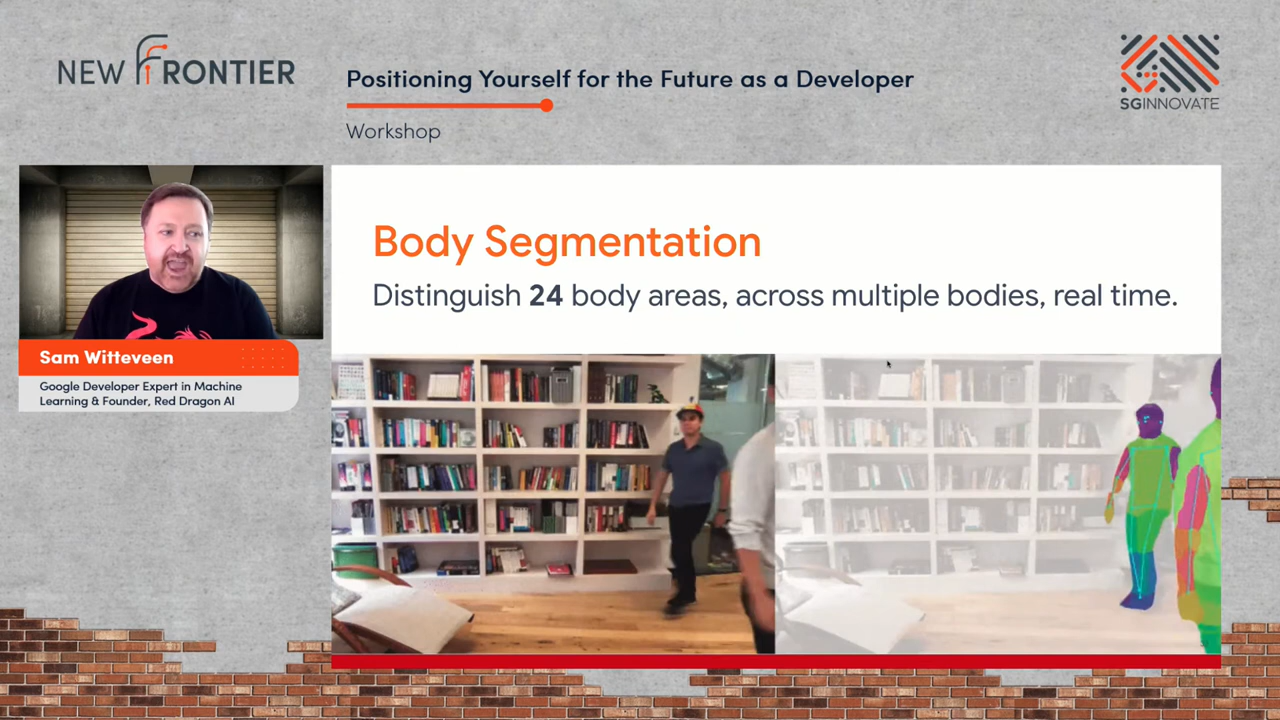 NEW FRONTIER
Positioning Yourself for the Future as a Developer
Workshop
SGINNOVATE
Body Segmentation
Distinguish 24 body areas, across multiple bodies, real time.
Sam Witteveen
Google Developer Expert in Machine
Learning & Founder, Red Dragon AI